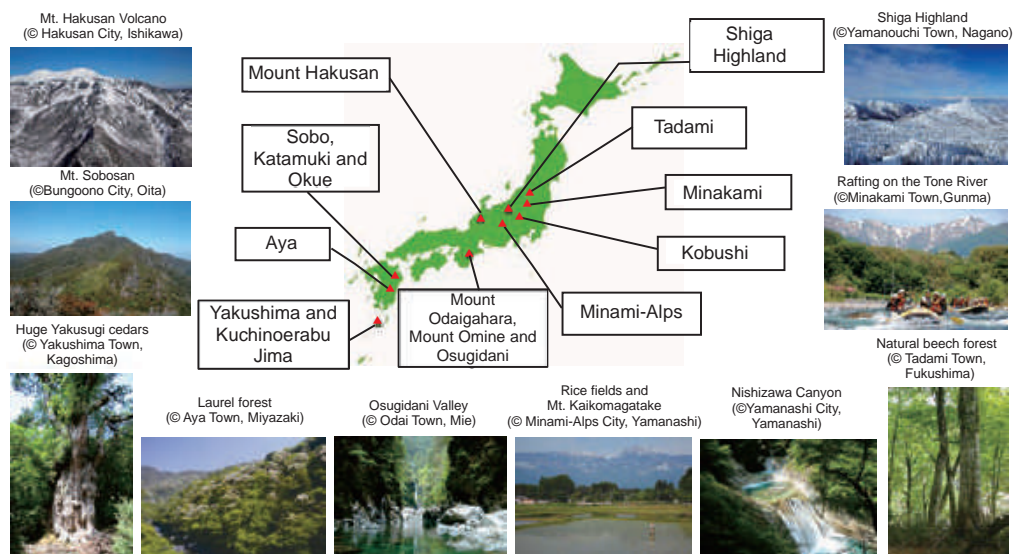 Mt. Hakusan Volcano
(© Hakusan City, Ishikawa)
Shiga Highland
(©Yamanouchi Town, Nagano)
Shiga
Highland
Mount Hakusan
Sobo,
Katamuki and
Okue
Tadami
Mt. Sobosan
(©Bungoono City, Oita)
Minakami
Rafting on the Tone River
(©Minakami Town,Gunma)
Aya
Kobushi
Yakushima and
Kuchinoerabu
Jima
Mount
Odaigahara,
Mount Omine and
Osugidani
Minami-Alps
Huge Yakusugi cedars
(© Yakushima Town,
Kagoshima)
Natural beech forest
(© Tadami Town,
Fukushima)
Laurel forest
(© Aya Town, Miyazaki)
Osugidani Valley
(© Odai Town, Mie)
Rice fields and
Mt. Kaikomagatake
(© Minami-Alps City, Yamanashi)
Nishizawa Canyon
(©Yamanashi City,
Yamanashi)